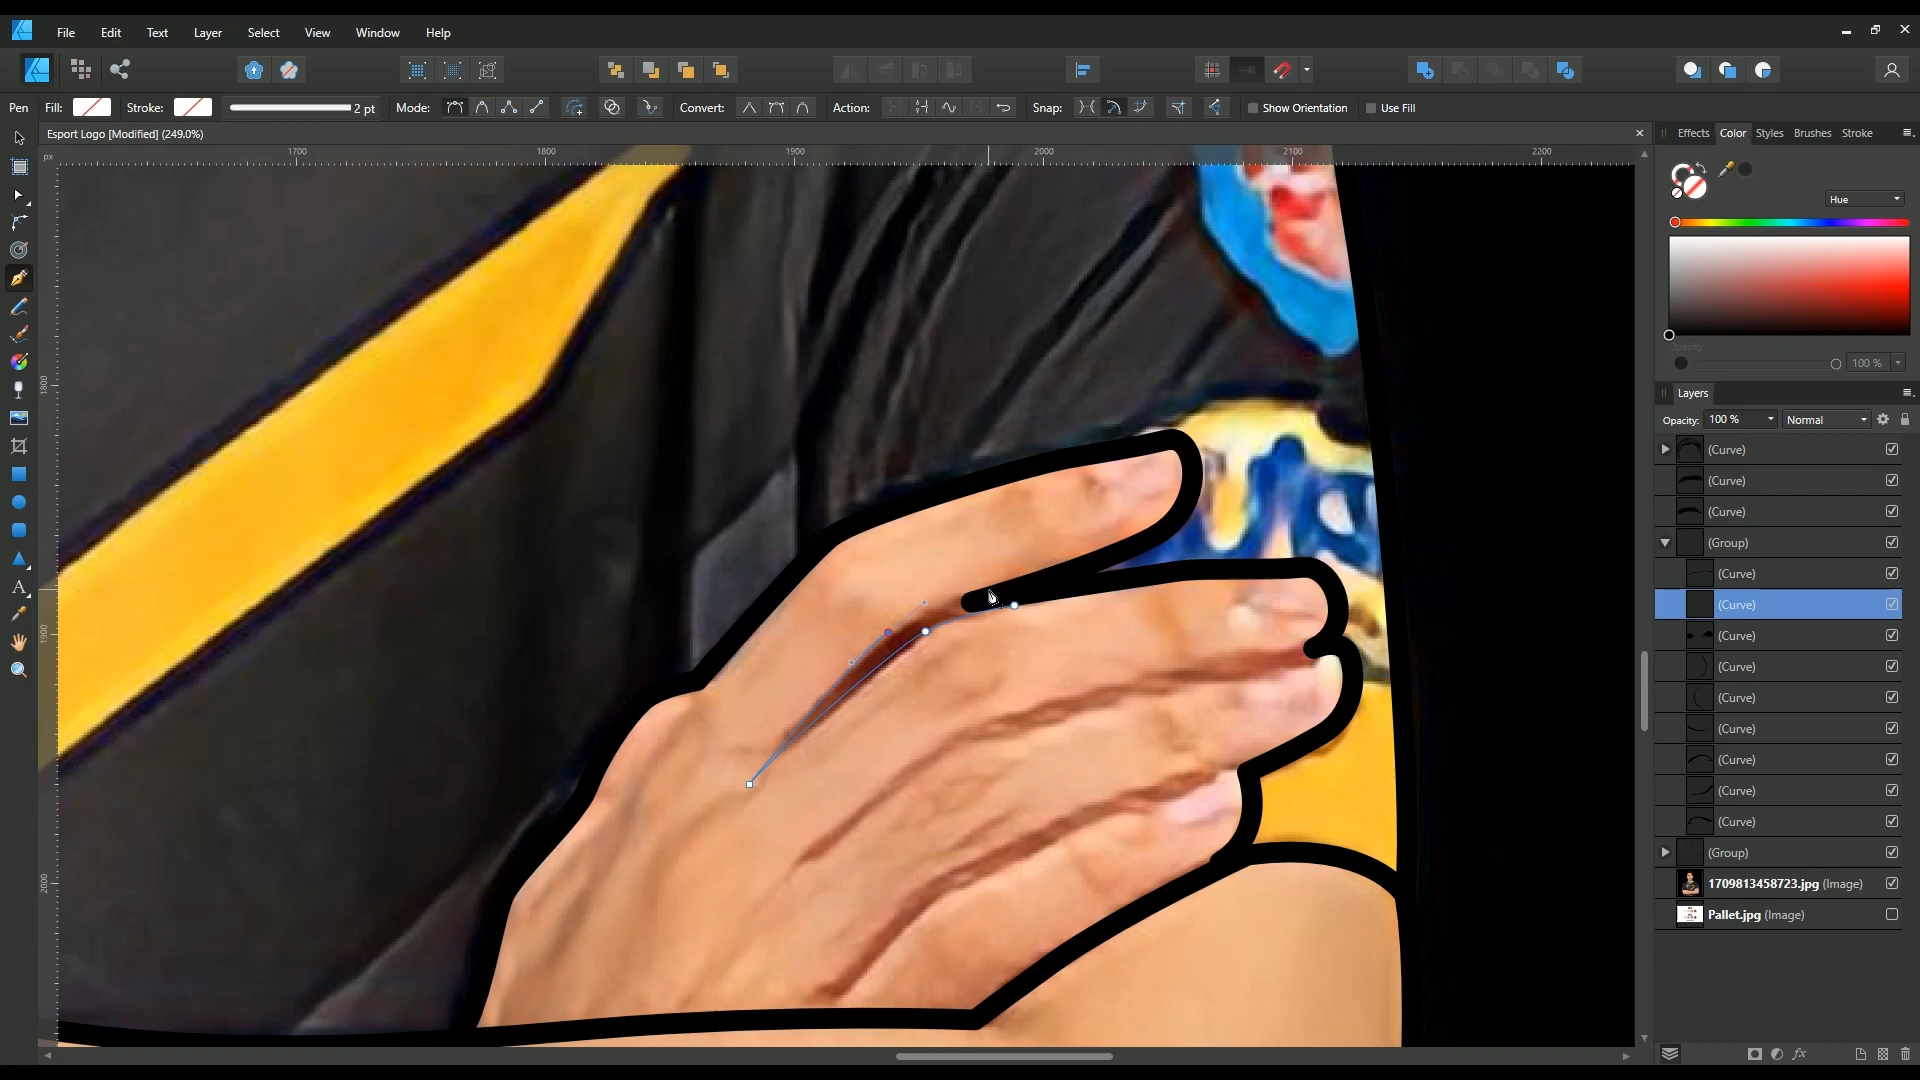 File Edit Text Layer Select View Window Help
Pen Fill: Stroke: 2 pt Mode: Convert: Action: Snap: Show Orientation Use Fill
Esport Logo [Modified] (249.0%)
px 1700 1800 1900 2000 2100 2200
1800
1900
2000
Effects Color Styles Brushes Stroke
Hue
Opacity
100 %
Layers
Opacity: 100 % Normal
(Curve)
(Curve)
(Curve)
(Group)
(Curve)
(Curve)
(Curve)
(Curve)
(Curve)
(Curve)
(Curve)
(Curve)
(Curve)
(Group)
1709813458723.jpg (Image)
Pallet.jpg (Image)